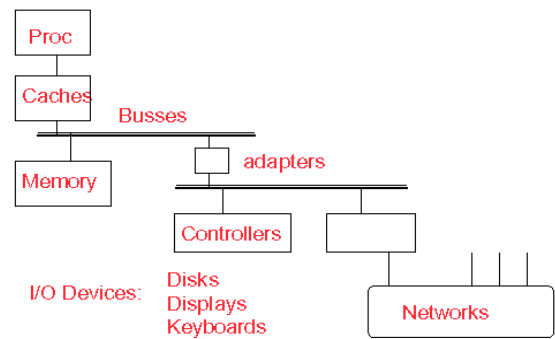 Proc
Caches
Busses
adapters
Memory
Controllers
I/O Devices:
Disks
Displays
Keyboards
Networks